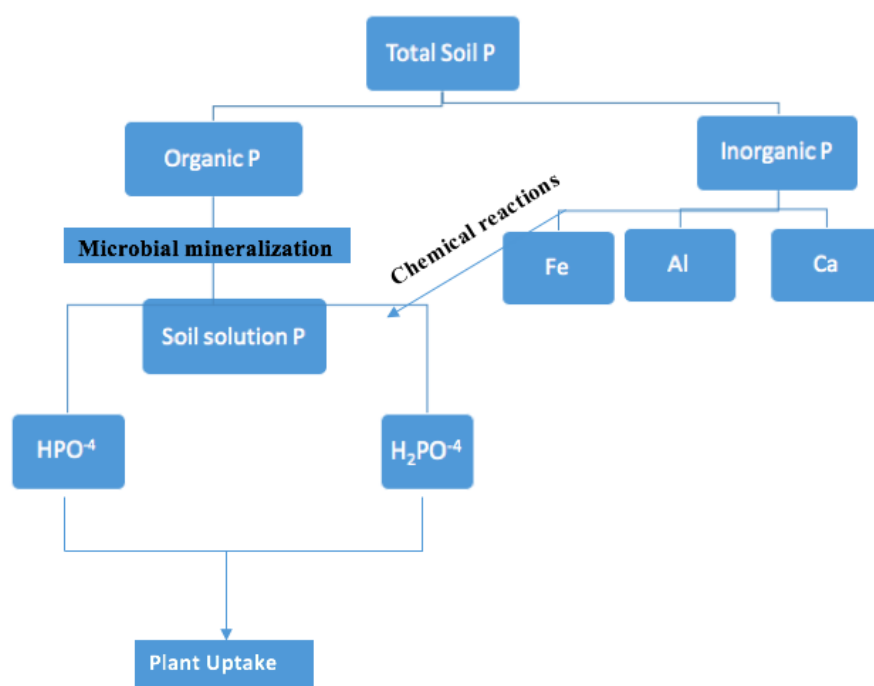 Total Soil P
Organic P
Inorganic P
Microbial mineralization
Chemical reactions
Fe
Al
Ca
Soil solution P
HPO⁻⁴
H₂PO⁻⁴
Plant Uptake